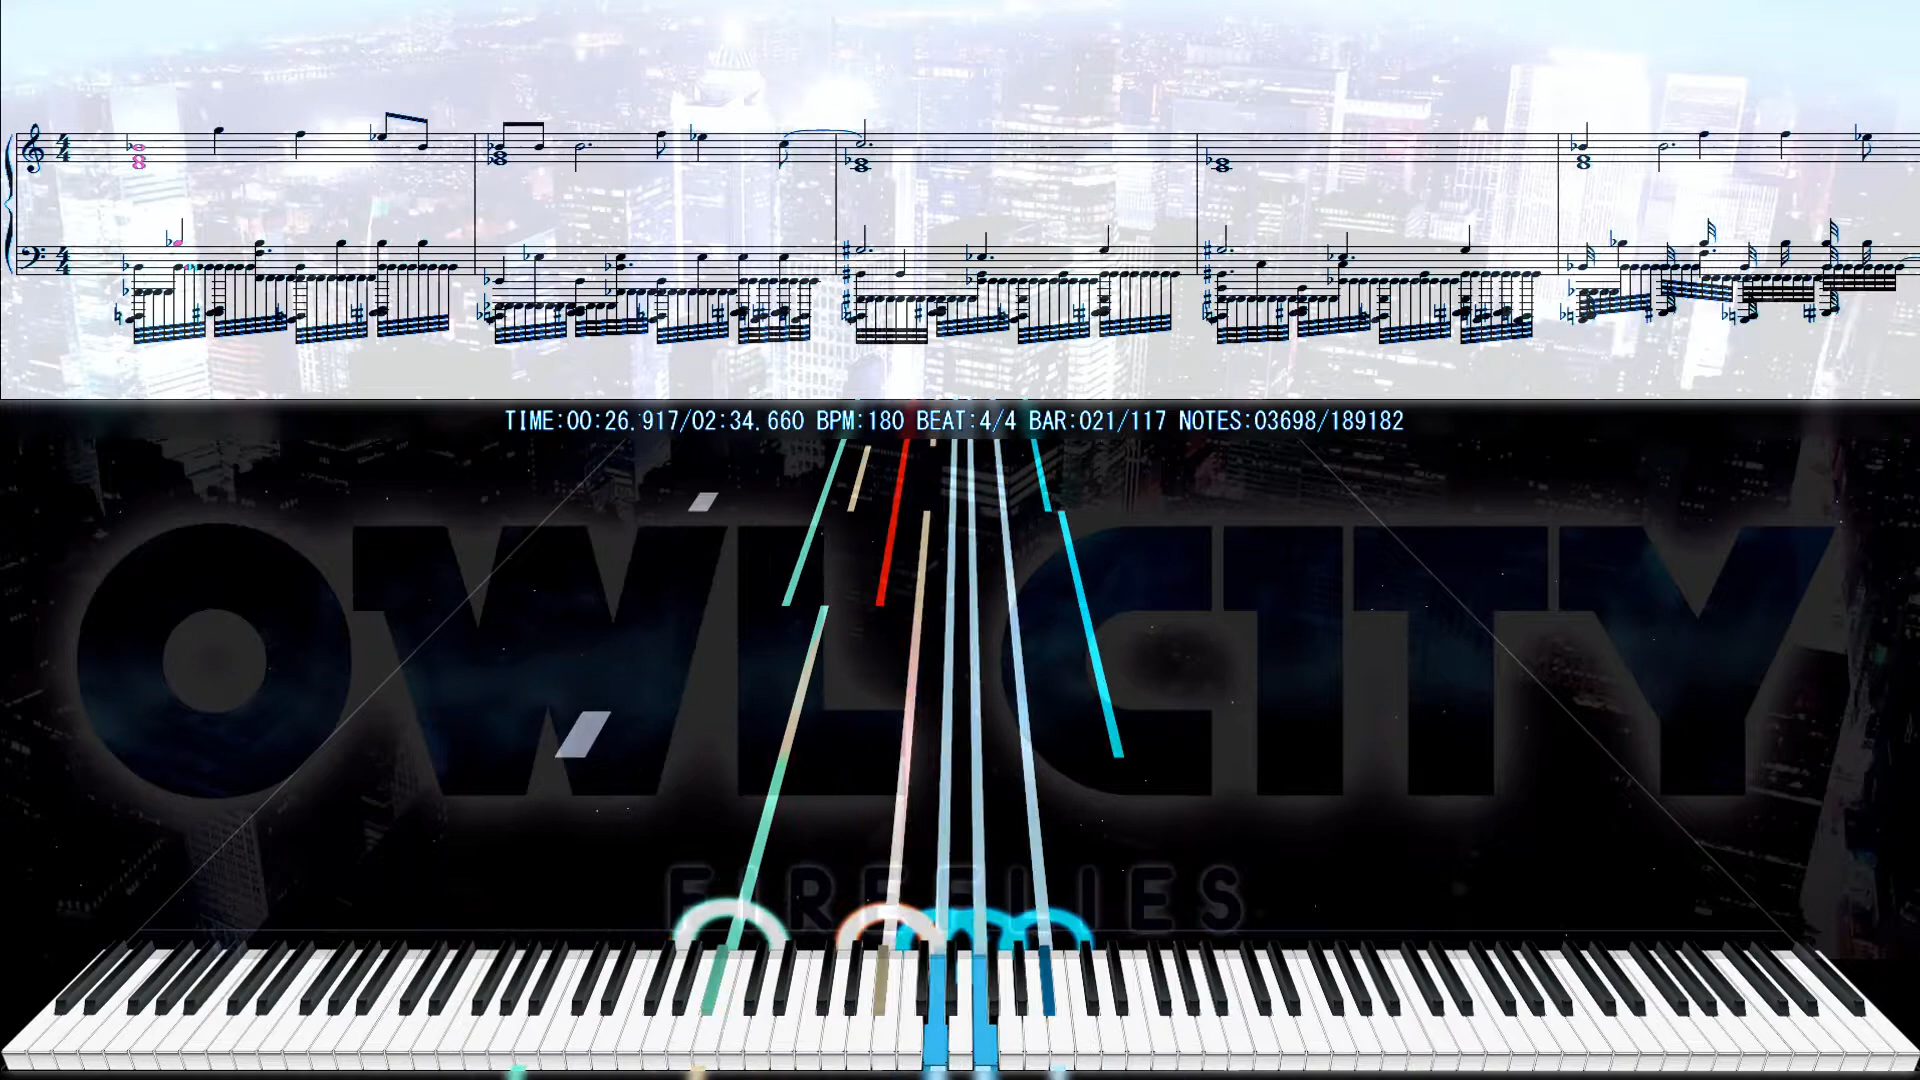 TIME:00:26.917/02:34.660 BPM:180 BEAT:4/4 BAR:021/117 NOTES:03698/189182
OWL CITY
FIREFLIES